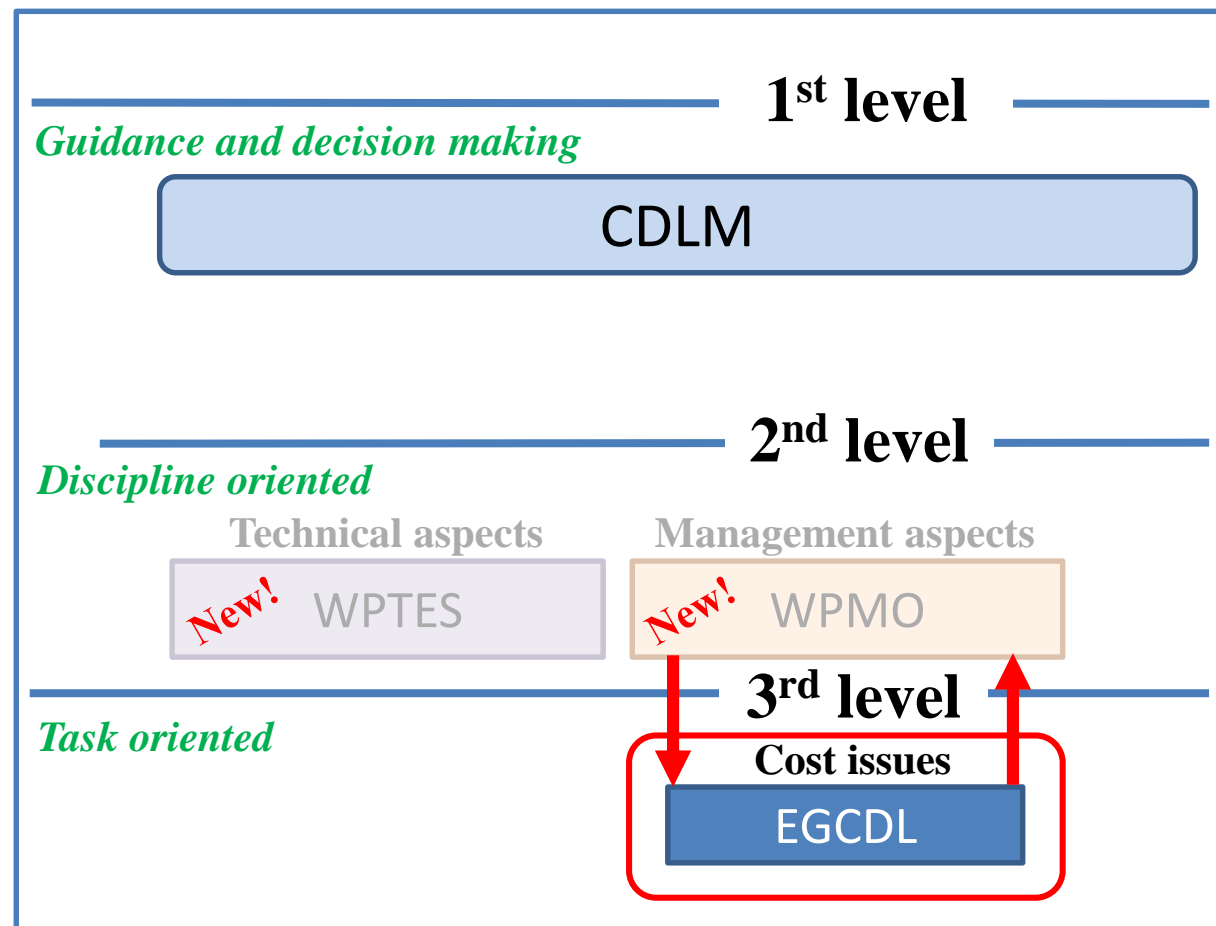 1st level
Guidance and decision making
CDLM
2nd level
Discipline oriented
Technical aspects
Management aspects
New! WPTES
New! WPMO
3rd level
Task oriented
Cost issues
EGCDL